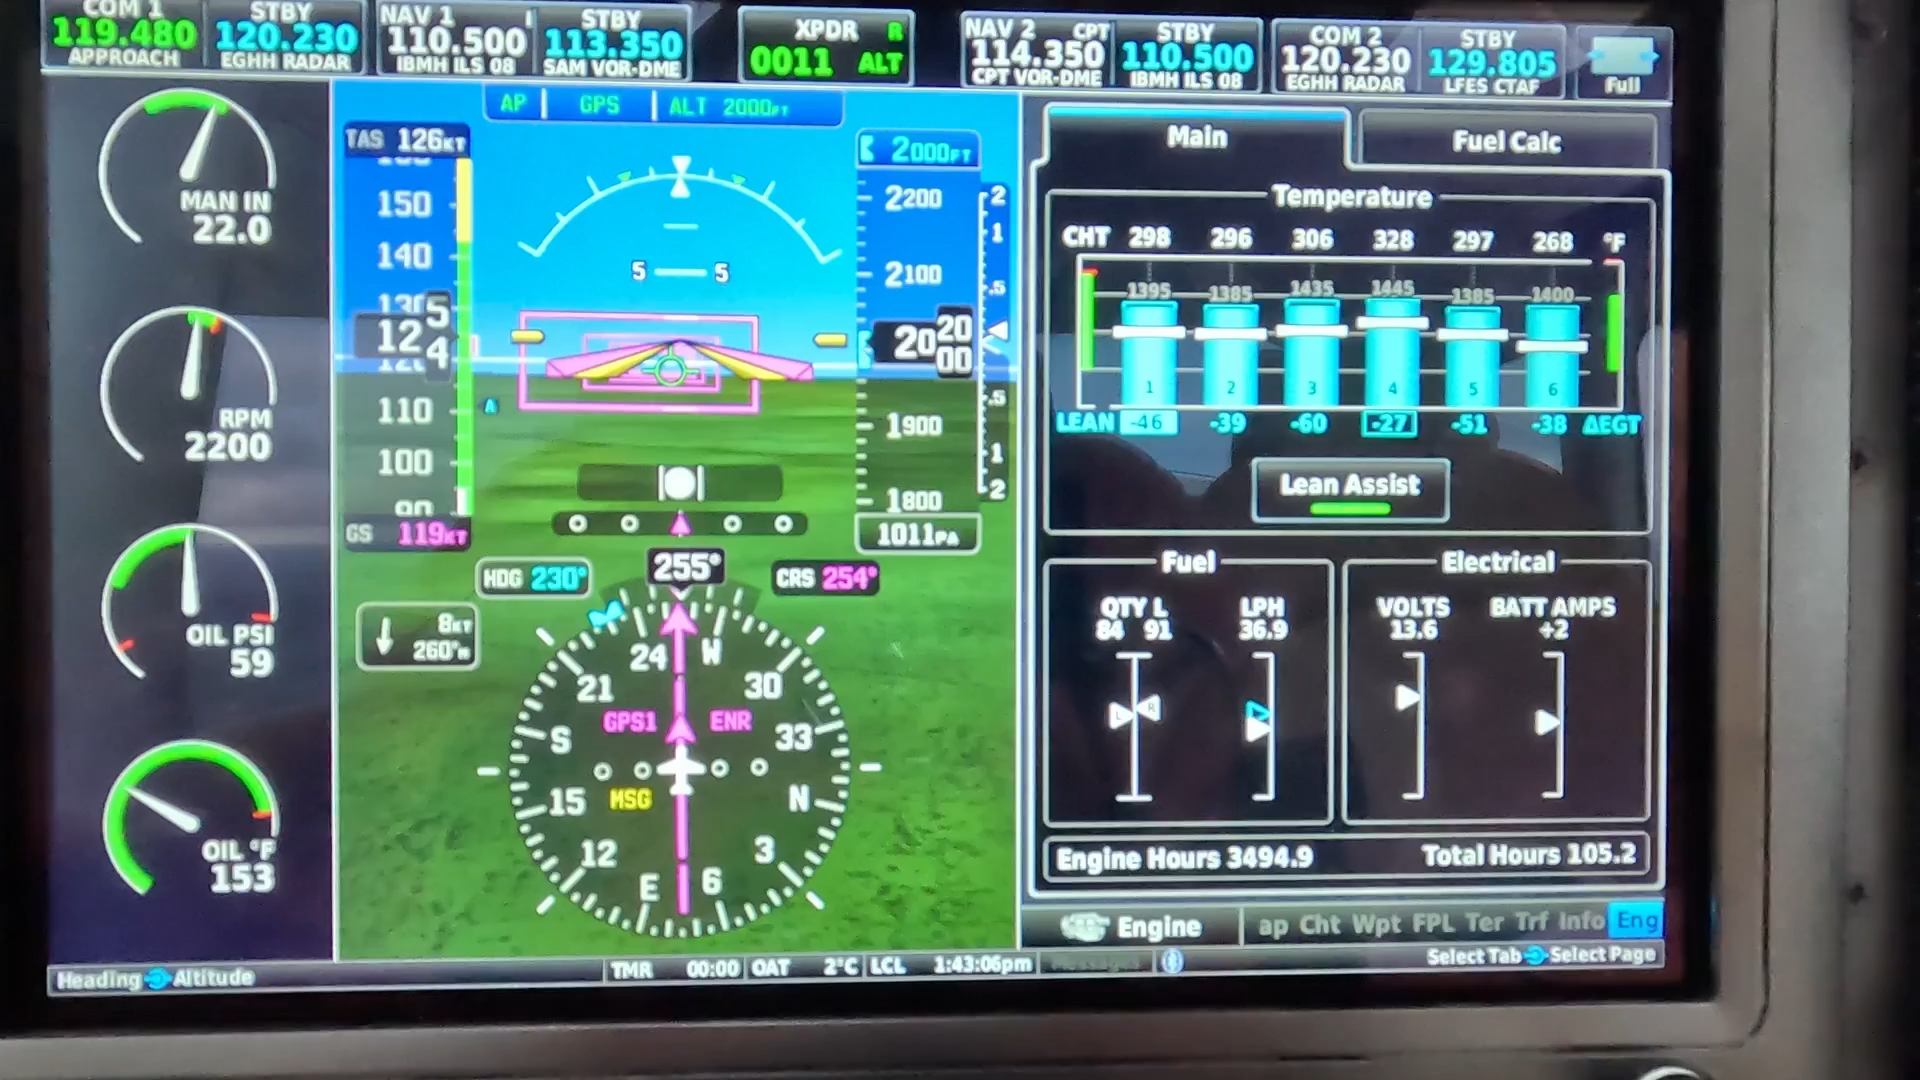 COM 1 STBY NAV 1 STBY XPDR R NAV 2 CPT STBY COM 2 STBY
119.480 120.230 110.500 113.350 0011 ALT 114.350 110.500 120.230 129.805
APPROACH EGHH RADAR IBMH ILS 08 SAM VOR-DME CPT VOR-DME IBMH ILS 08 EGHH RADAR LFES CTAF Full
AP GPS ALT 2000FT
MAN IN
22.0
RPM
2200
OIL PSI
59
OIL °F
153
TAS 126KT
150
140
130
12 5 4
110
100
90
GS 119KT
5 5
2000FT
2200
2100
20 20 00
1900
1800
1011PA
2
1
.5
.5
1
2
HDG 230° 255° CRS 254°
8KT
260°M
24 W
21 30
GPS1 ENR
S 33
15 MSG N
12 3
E 6
Main Fuel Calc
Temperature
CHT 298 296 306 328 297 268 °F
1395 1385 1435 1445 1385 1400
1 2 3 4 5 6
LEAN -46 -39 -60 -27 -51 -38 ΔEGT
Lean Assist
Fuel Electrical
QTY L LPH VOLTS BATT AMPS
84 91 36.9 13.6 +2
L R
Engine Hours 3494.9 Total Hours 105.2
Engine ap Cht Wpt FPL Ter Trf Info Eng
Heading Altitude TMR 00:00 OAT 2°C LCL 1:43:06pm Messages Select Tab Select Page